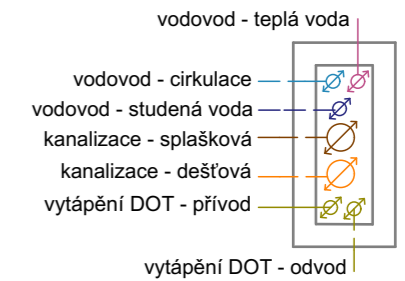 vodovod - teplá voda
vodovod - cirkulace
vodovod - studená voda
kanalizace - splašková
kanalizace - dešťová
vytápění DOT - přívod
vytápění DOT - odvod